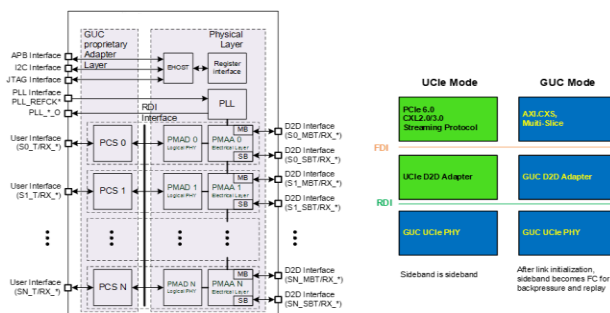 GUC
proprietary
Adapter
Layer
Physical
Layer
APB Interface
I2C Interface
JTAG Interface
EHOST
Register
interface
PLL Interface
PLL_REFCK*
PLL_*_O
RDI
Interface
PLL
User Interface
(S0_T/RX_*)
PCS 0
PMAD 0
Logical PHY
PMAA 0
Electrical Layer
MB
SB
D2D Interface
(S0_MBT/RX_*)
D2D Interface
(S0_SBT/RX_*)
User Interface
(S1_T/RX_*)
PCS 1
PMAD 1
Logical PHY
PMAA 1
Electrical Layer
MB
SB
D2D Interface
(S1_MBT/RX_*)
D2D Interface
(S1_SBT/RX_*)
User Interface
(SN_T/RX_*)
PCS N
PMAD N
Logical PHY
PMAA N
Electrical Layer
MB
SB
D2D Interface
(SN_MBT/RX_*)
D2D Interface
(SN_SBT/RX_*)
UCIe Mode
GUC Mode
PCIe 6.0
CXL2.0/3.0
Streaming Protocol
AXI.CXS,
Multi-Slice
FDI
UCIe D2D Adapter
GUC D2D Adapter
RDI
GUC UCIe PHY
GUC UCIe PHY
Sideband is sideband
After link initialization,
sideband becomes FC for
backpressure and replay